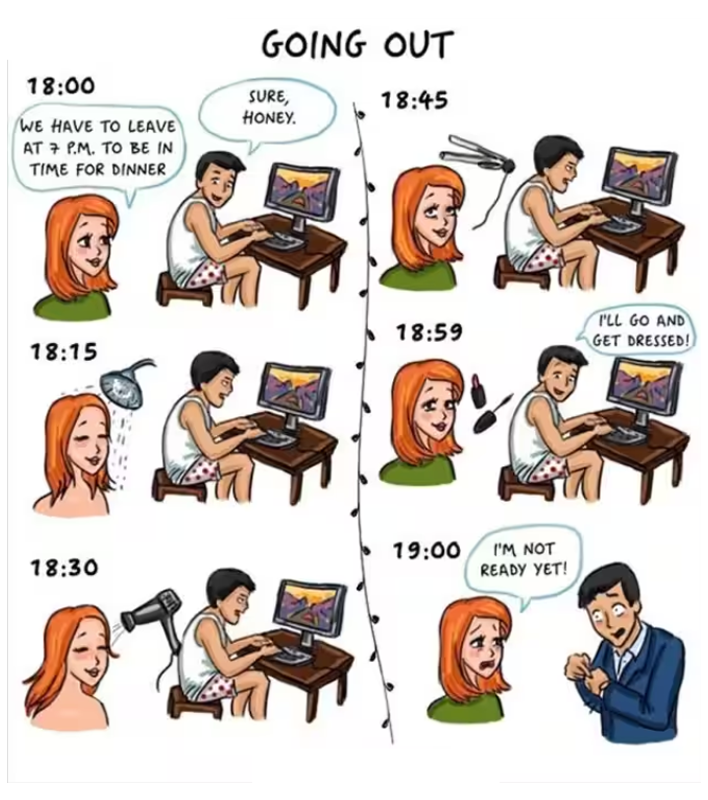 GOING OUT
18:00
WE HAVE TO LEAVE
AT 7 P.M. TO BE IN
TIME FOR DINNER
SURE,
HONEY.
18:15
18:30
18:45
18:59
I'LL GO AND
GET DRESSED!
19:00
I'M NOT
READY YET!